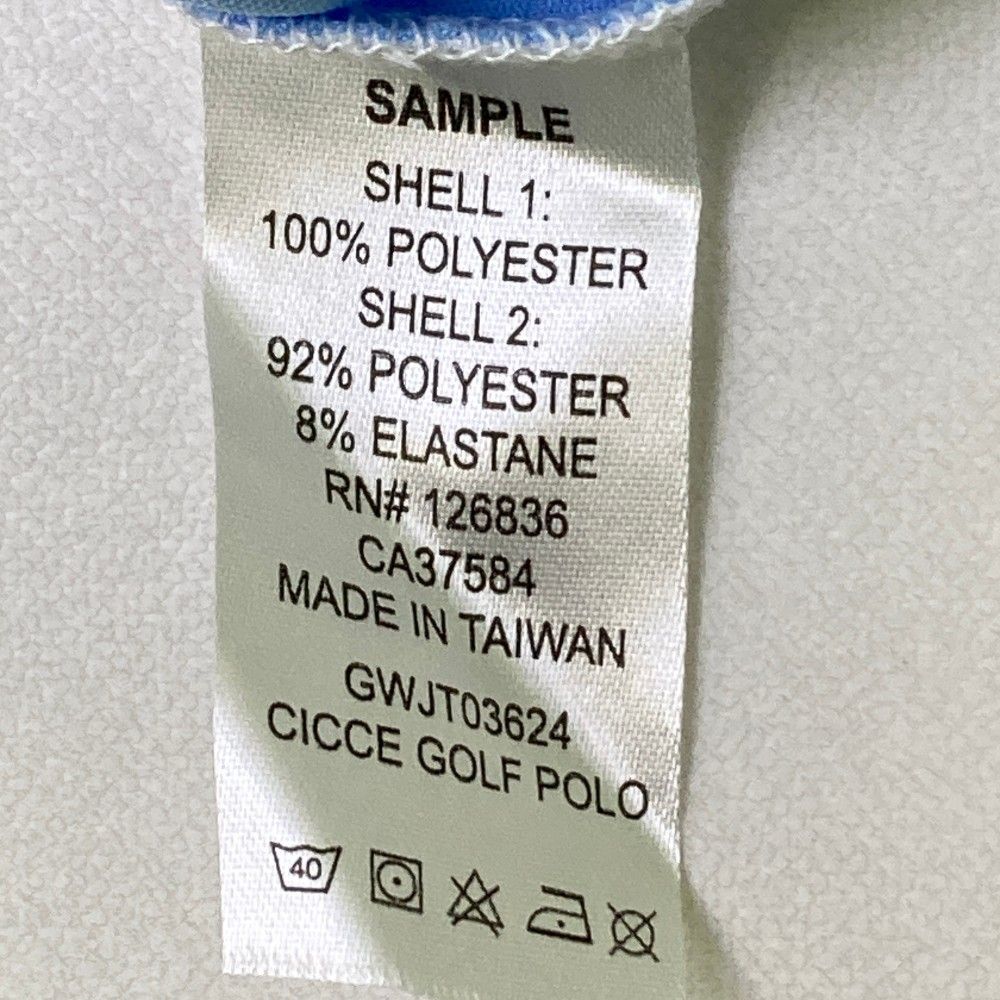 SAMPLE
SHELL 1:
100% POLYESTER
SHELL 2:
92% POLYESTER
8% ELASTANE
RN# 126836
CA37584
MADE IN TAIWAN
GWJT03624
CICCE GOLF POLO
40